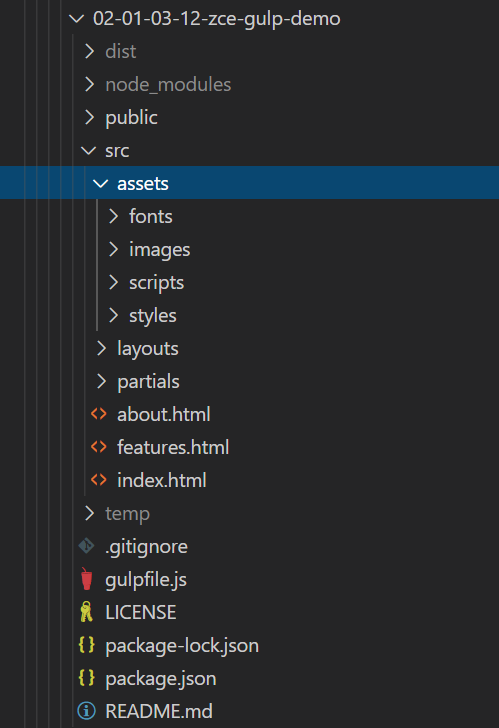 02-01-03-12-zce-gulp-demo
dist
node_modules
public
src
assets
fonts
images
scripts
styles
layouts
partials
about.html
features.html
index.html
temp
.gitignore
gulpfile.js
LICENSE
package-lock.json
package.json
README.md